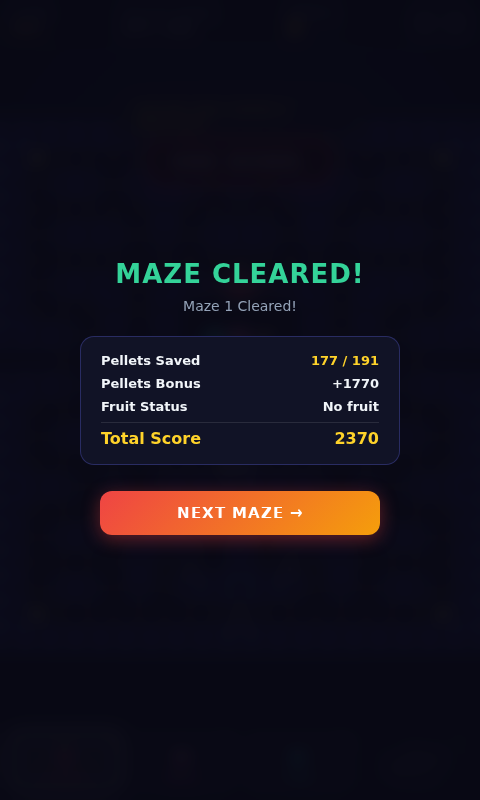 MAZE CLEARED!
Maze 1 Cleared!
Pellets Saved 177 / 191
Pellets Bonus +1770
Fruit Status No fruit
Total Score 2370
NEXT MAZE →